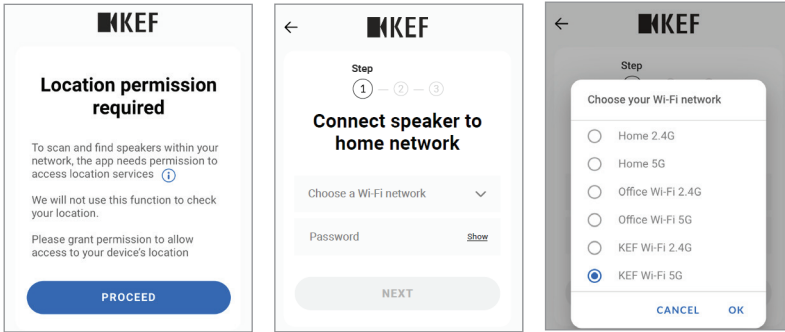 KEF
Location permission
required
To scan and find speakers within your
network, the app needs permission to
access location services
We will not use this function to check
your location.
Please grant permission to allow
access to your device's location
PROCEED
KEF
Step
1 2 3
Connect speaker to
home network
Choose a Wi-Fi network
Password Show
NEXT
KEF
Step
Choose your Wi-Fi network
Home 2.4G
Home 5G
Office Wi-Fi 2.4G
Office Wi-Fi 5G
KEF Wi-Fi 2.4G
KEF Wi-Fi 5G
CANCEL OK